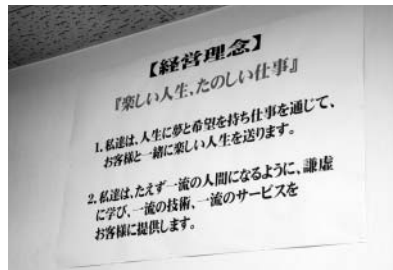 【経営理念】
『楽しい人生、たのしい仕事』
1. 私達は、人生に夢と希望を持ち仕事を通じて、
お客様と一緒に楽しい人生を送ります。
2. 私達は、たえず一流の人間になるように、謙虚
に学び、一流の技術、一流のサービスを
お客様に提供します。